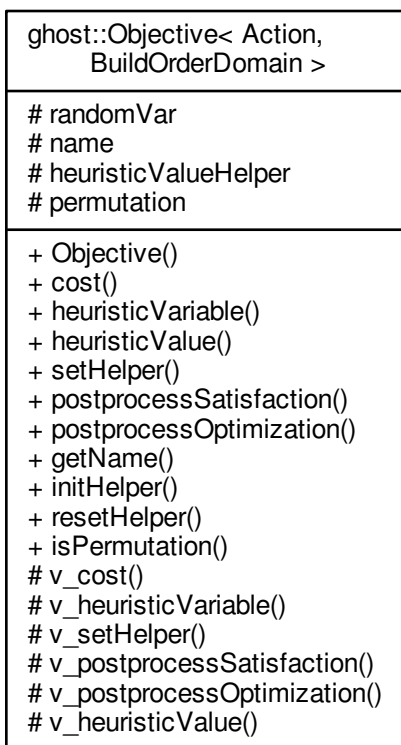 ghost::Objective< Action,
BuildOrderDomain >
# randomVar
# name
# heuristicValueHelper
# permutation
+ Objective()
+ cost()
+ heuristicVariable()
+ heuristicValue()
+ setHelper()
+ postprocessSatisfaction()
+ postprocessOptimization()
+ getName()
+ initHelper()
+ resetHelper()
+ isPermutation()
# v_cost()
# v_heuristicVariable()
# v_setHelper()
# v_postprocessSatisfaction()
# v_postprocessOptimization()
# v_heuristicValue()